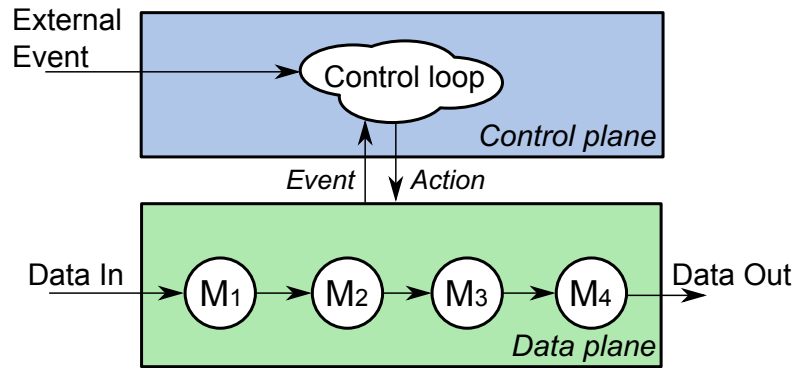 External
Event
Control loop
Control plane
Event Action
Data In
M1 M2 M3 M4
Data Out
Data plane